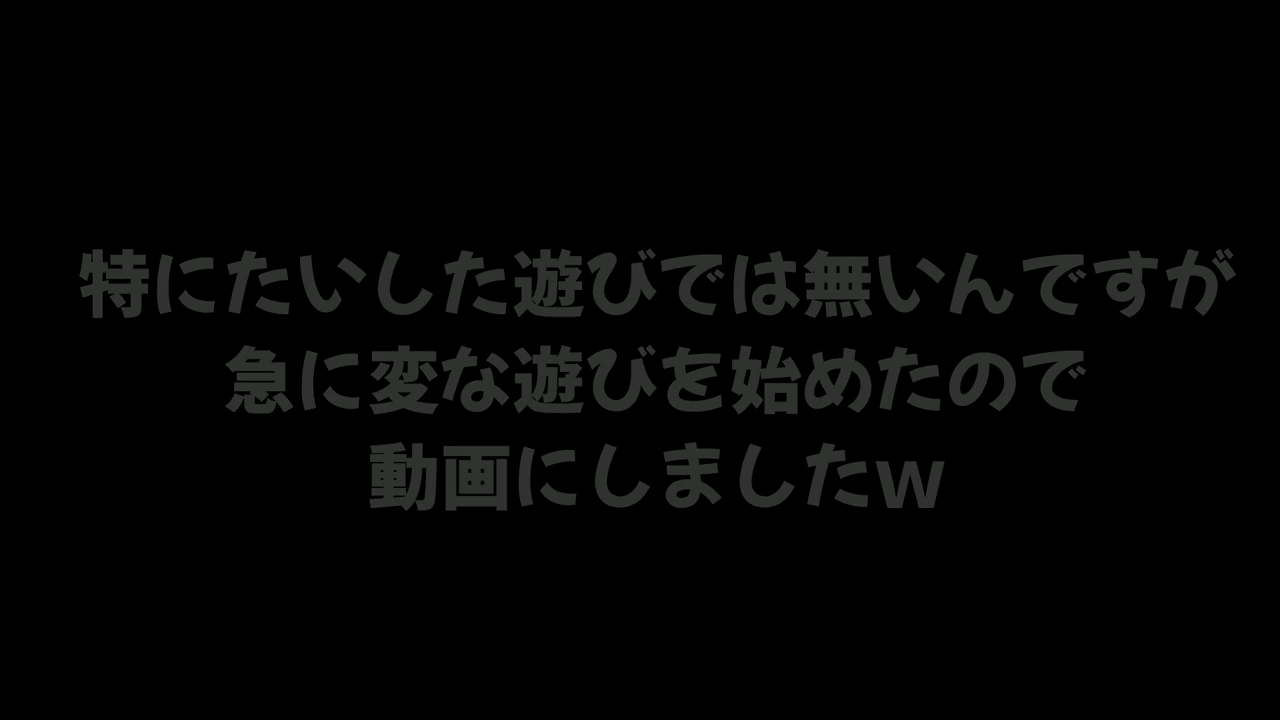 特にたいした遊びでは無いんですが
急に変な遊びを始めたので
動画にしましたw